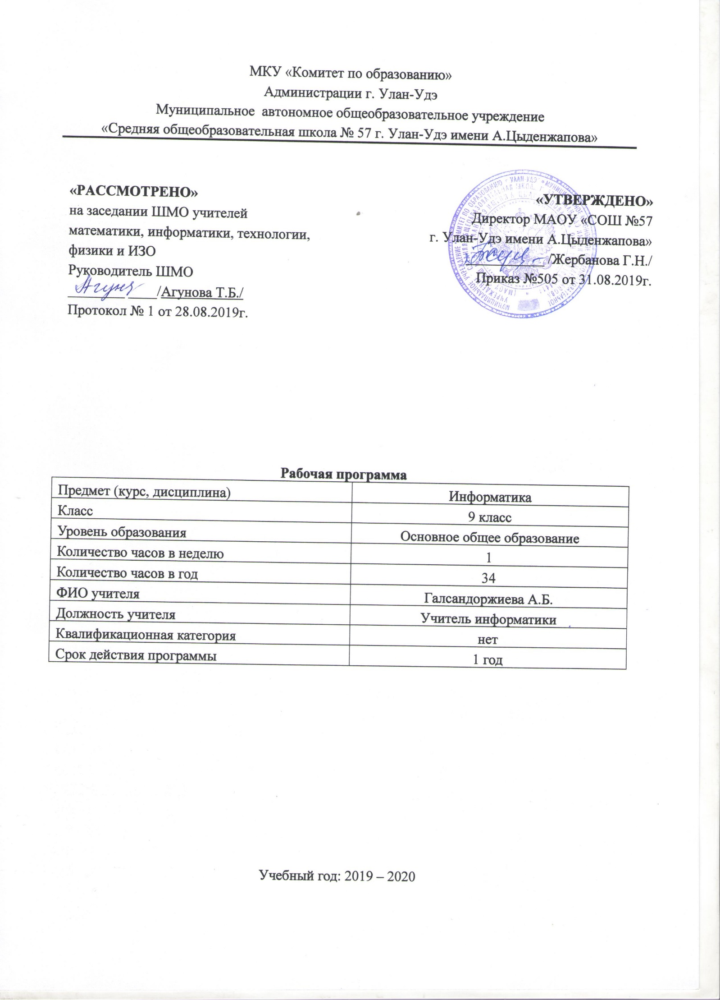 МКУ «Комитет по образованию»
Администрации г. Улан-Удэ
Муниципальное автономное общеобразовательное учреждение
«Средняя общеобразовательная школа № 57 г. Улан-Удэ имени А.Цыденжапова»
«РАССМОТРЕНО»
на заседании ШМО учителей
математики, информатики, технологии,
физики и ИЗО
Руководитель ШМО
/Агунова Т.Б./
Протокол № 1 от 28.08.2019г.
«УТВЕРЖДЕНО»
Директор МАОУ «СОШ №57
г. Улан-Удэ имени А.Цыденжапова»
/Жербанова Г.Н./
Приказ №505 от 31.08.2019г.
Рабочая программа
Предмет (курс, дисциплина) Информатика
Класс 9 класс
Уровень образования Основное общее образование
Количество часов в неделю 1
Количество часов в год 34
ФИО учителя Галсандоржиева А.Б.
Должность учителя Учитель информатики
Квалификационная категория нет
Срок действия программы 1 год
Учебный год: 2019 – 2020